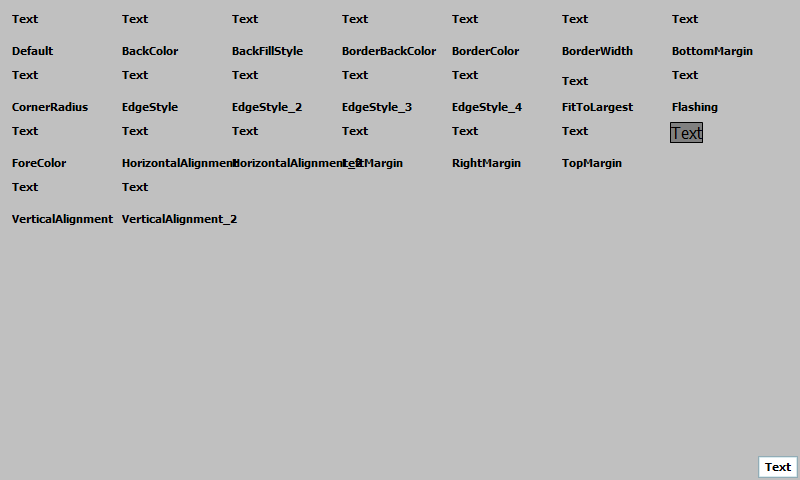 Text Text Text Text Text Text Text
Default BackColor BackFillStyle BorderBackColor BorderColor BorderWidth BottomMargin
Text Text Text Text Text Text Text
CornerRadius EdgeStyle EdgeStyle_2 EdgeStyle_3 EdgeStyle_4 FitToLargest Flashing
Text Text Text Text Text Text Text
ForeColor HorizontalAlignment HorizontalAlignment_2 LeftMargin RightMargin TopMargin
Text Text
VerticalAlignment VerticalAlignment_2
Text